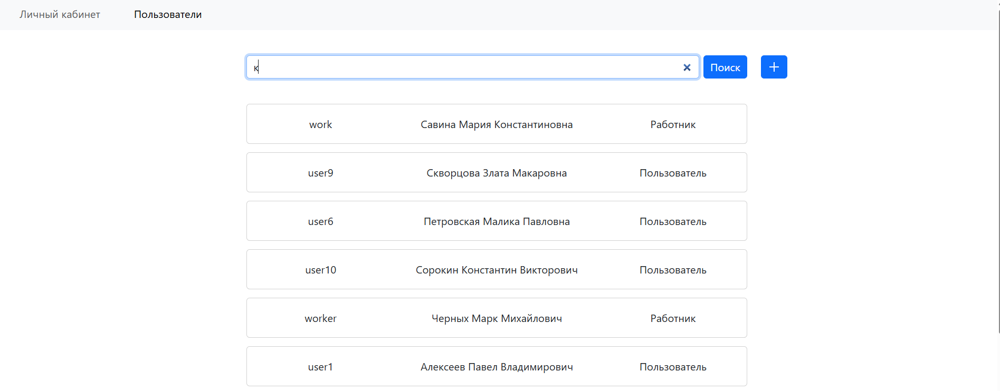 Личный кабинет Пользователи
к Поиск
work Савина Мария Константиновна Работник
user9 Скворцова Злата Макаровна Пользователь
user6 Петровская Малика Павловна Пользователь
user10 Сорокин Константин Викторович Пользователь
worker Черных Марк Михайлович Работник
user1 Алексеев Павел Владимирович Пользователь